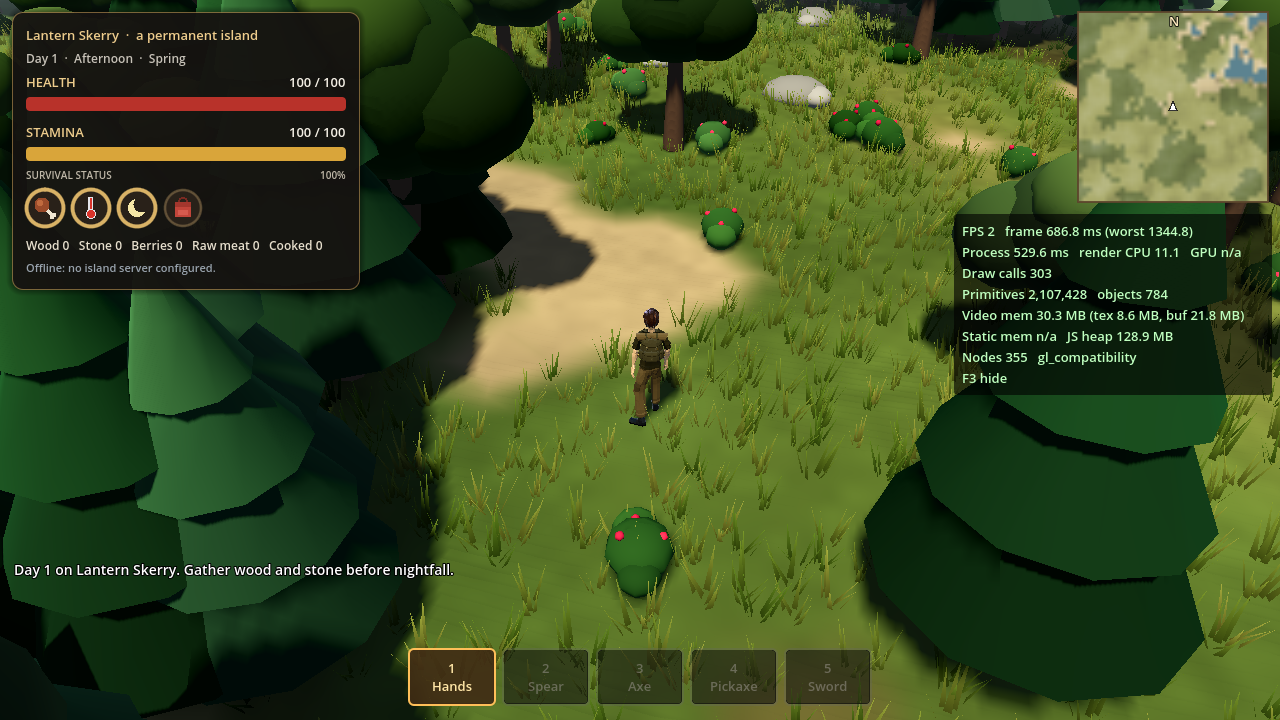 Lantern Skerry · a permanent island
Day 1 · Afternoon · Spring
HEALTH 100 / 100
STAMINA 100 / 100
SURVIVAL STATUS 100%
Wood 0 Stone 0 Berries 0 Raw meat 0 Cooked 0
Offline: no island server configured.
N
FPS 2 frame 686.8 ms (worst 1344.8)
Process 529.6 ms render CPU 11.1 GPU n/a
Draw calls 303
Primitives 2,107,428 objects 784
Video mem 30.3 MB (tex 8.6 MB, buf 21.8 MB)
Static mem n/a JS heap 128.9 MB
Nodes 355 gl_compatibility
F3 hide
Day 1 on Lantern Skerry. Gather wood and stone before nightfall.
1 2 3 4 5
Hands Spear Axe Pickaxe Sword